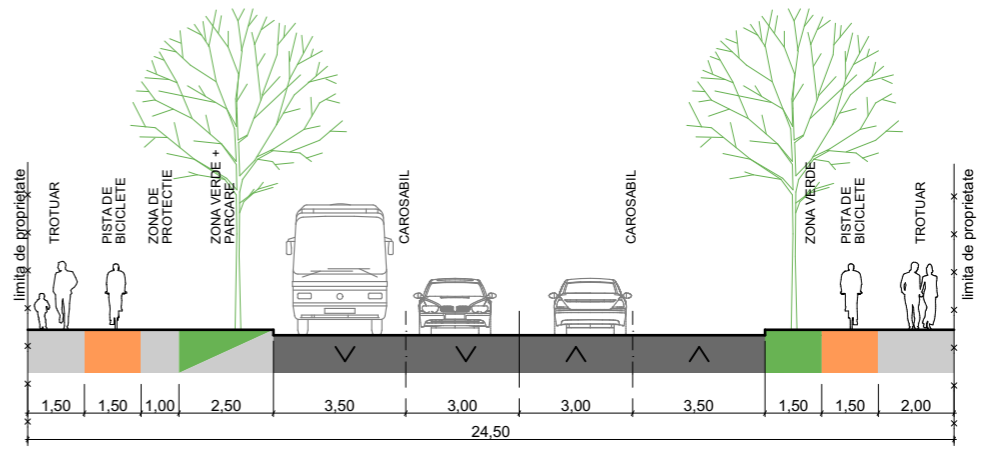 limita de proprietate
TROTUAR
PISTA DE
BICICLETE
ZONA DE
PROTECTIE
ZONA VERDE +
PARCARE
CAROSABIL
CAROSABIL
ZONA VERDE
PISTA DE
BICICLETE
TROTUAR
limita de proprietate
1,50 1,50 1,00 2,50 3,50 3,00 3,00 3,50 1,50 1,50 2,00
24,50